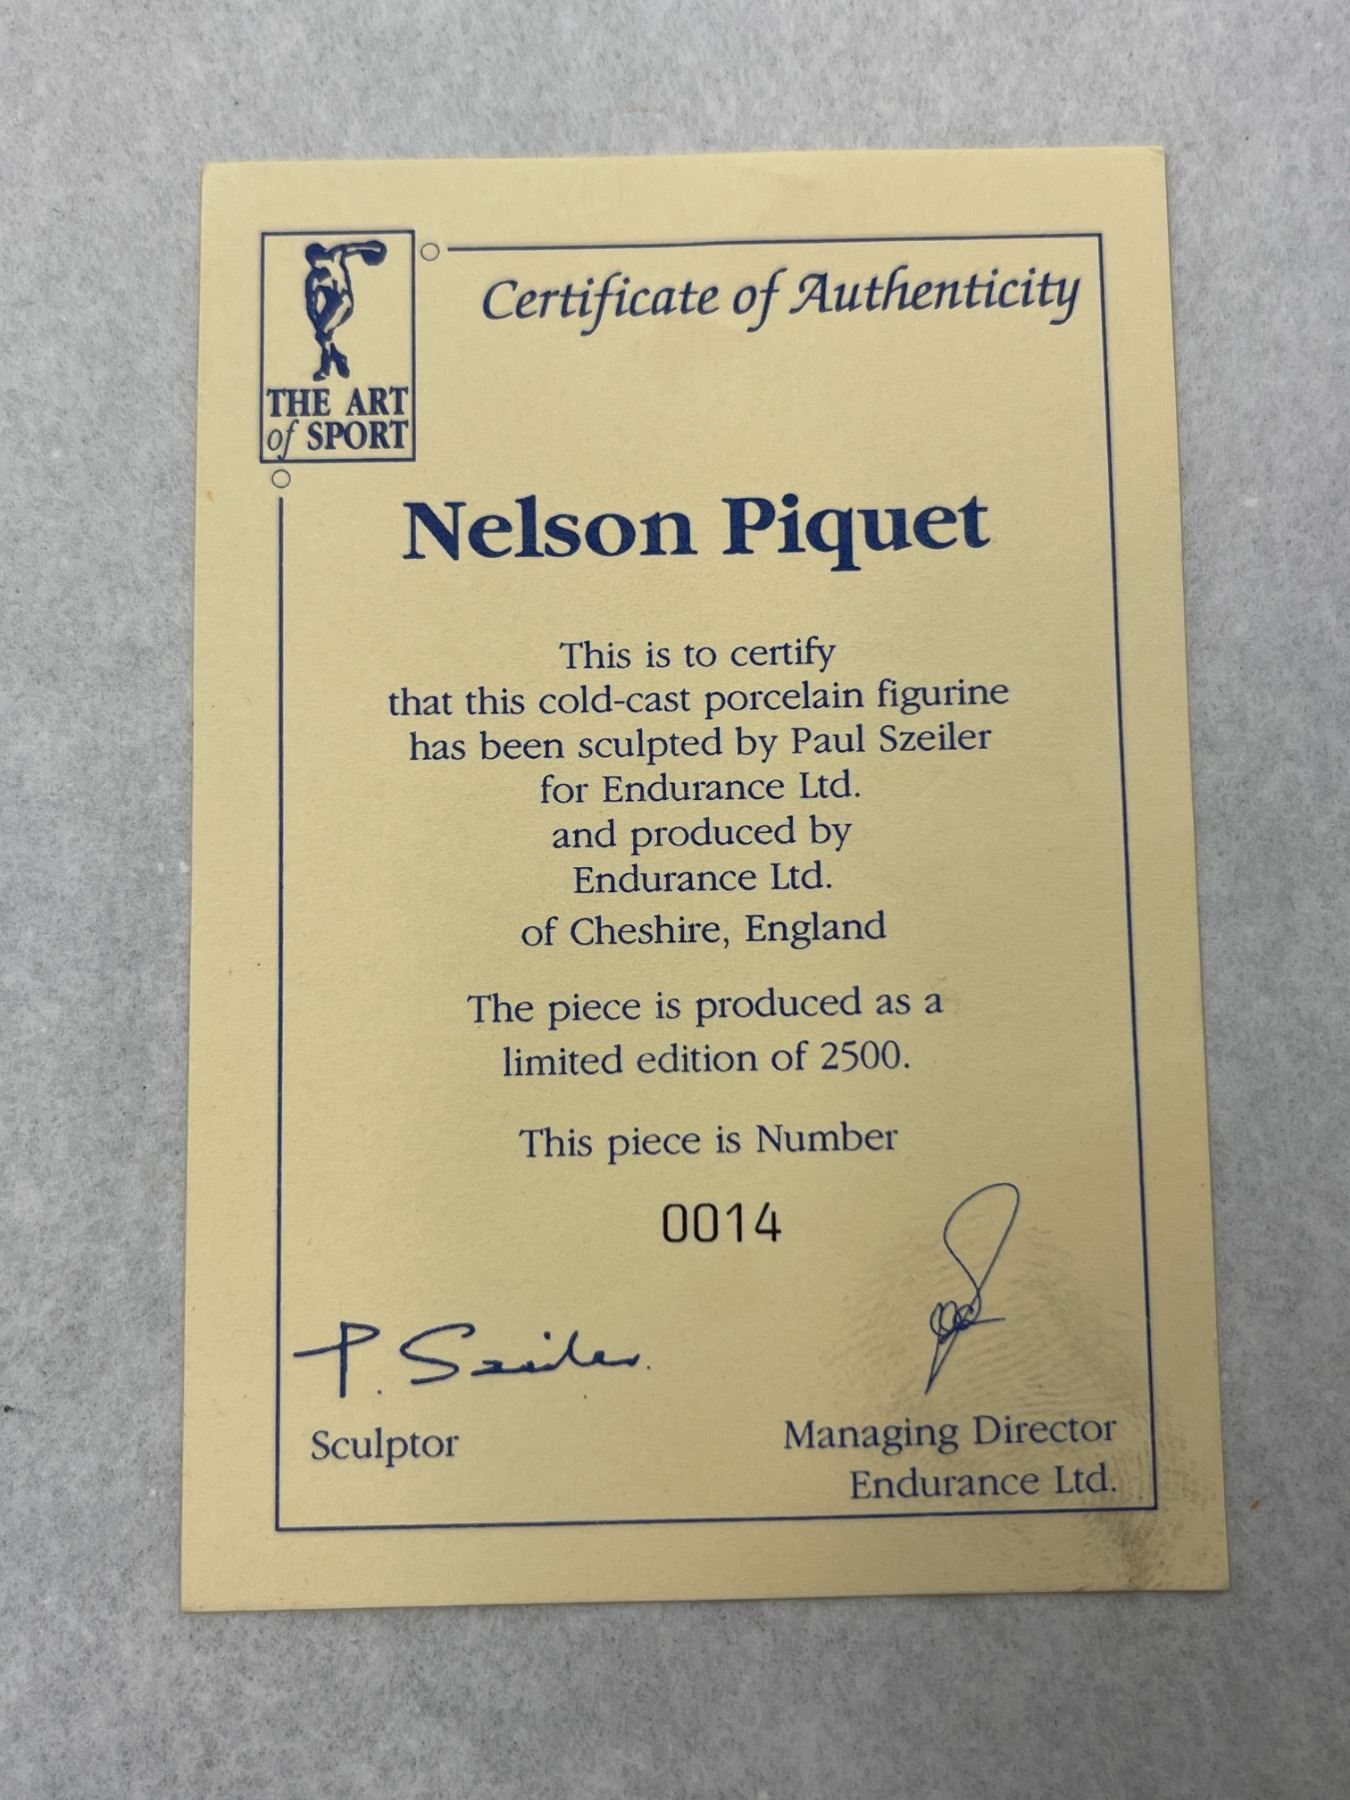 Certificate of Authenticity
THE ART
of SPORT
Nelson Piquet
This is to certify
that this cold-cast porcelain figurine
has been sculpted by Paul Szeiler
for Endurance Ltd.
and produced by
Endurance Ltd.
of Cheshire, England
The piece is produced as a
limited edition of 2500.
This piece is Number
0014
P. Szeiler.
Sculptor
Managing Director
Endurance Ltd.